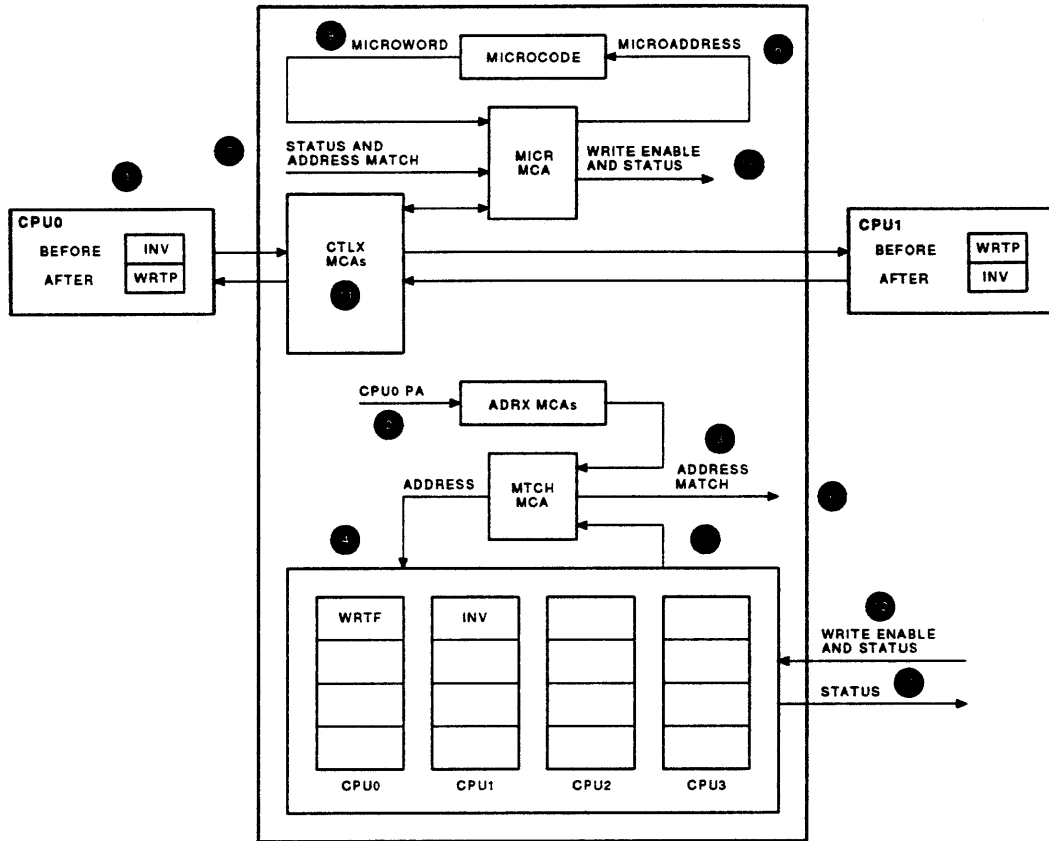 MICROWORD
MICROCODE
MICROADDRESS
STATUS AND
ADDRESS MATCH
MICR
MCA
WRITE ENABLE
AND STATUS
CPU0
BEFORE
INV
AFTER
WRTP
CTLX
MCAs
CPU1
BEFORE
WRTP
AFTER
INV
CPU0 PA
ADRX MCAs
ADDRESS
MTCH
MCA
ADDRESS
MATCH
4
WRTF
INV
WRITE ENABLE
AND STATUS
STATUS
CPU0
CPU1
CPU2
CPU3